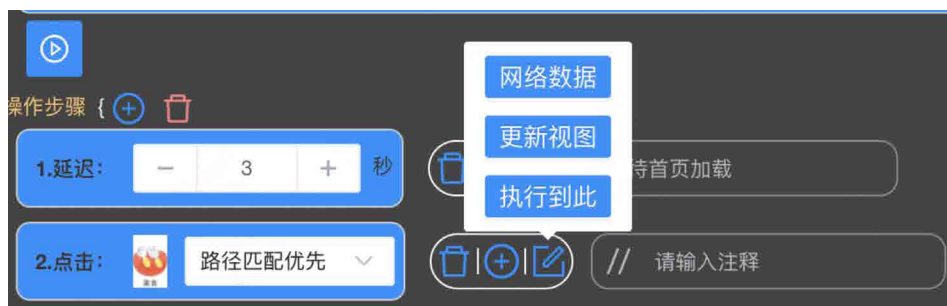 操作步骤 {
网络数据
更新视图
执行到此
1.延迟: − 3 + 秒
待首页加载
2.点击: 路径匹配优先
// 请输入注释